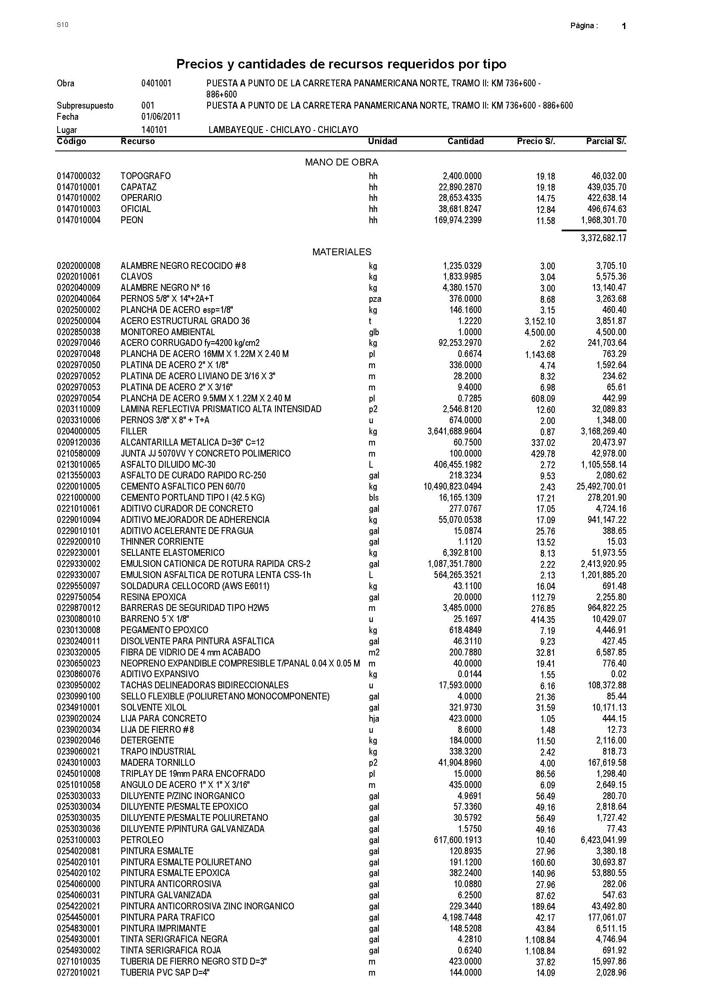 S10 Página : 1
Precios y cantidades de recursos requeridos por tipo
Obra 0401001 PUESTA A PUNTO DE LA CARRETERA PANAMERICANA NORTE, TRAMO II: KM 736+600 -
886+600
Subpresupuesto 001 PUESTA A PUNTO DE LA CARRETERA PANAMERICANA NORTE, TRAMO II: KM 736+600 - 886+600
Fecha 01/06/2011
Lugar 140101 LAMBAYEQUE - CHICLAYO - CHICLAYO
Código Recurso Unidad Cantidad Precio S/. Parcial S/.
MANO DE OBRA
0147000032 TOPOGRAFO hh 2,400.0000 19.18 46,032.00
0147010001 CAPATAZ hh 22,890.2870 19.18 439,035.70
0147010002 OPERARIO hh 28,653.4335 14.75 422,638.14
0147010003 OFICIAL hh 38,681.8247 12.84 496,674.63
0147010004 PEON hh 169,974.2399 11.58 1,968,301.70
3,372,682.17
MATERIALES
0202000008 ALAMBRE NEGRO RECOCIDO #8 kg 1,235.0329 3.00 3,705.10
0202010061 CLAVOS kg 1,833.9985 3.04 5,575.36
0202040009 ALAMBRE NEGRO Nº 16 kg 4,380.1570 3.00 13,140.47
0202040064 PERNOS 5/8" X 14"+2A+T pza 376.0000 8.68 3,263.68
0202500002 PLANCHA DE ACERO esp=1/8" kg 146.1600 3.15 460.40
0202500004 ACERO ESTRUCTURAL GRADO 36 t 1.2220 3,152.10 3,851.87
0202850038 MONITOREO AMBIENTAL glb 1.0000 4,500.00 4,500.00
0202970046 ACERO CORRUGADO fy=4200 kg/cm2 kg 92,253.2970 2.62 241,703.64
0202970048 PLANCHA DE ACERO 16MM X 1.22M X 2.40 M pl 0.6674 1,143.68 763.29
0202970050 PLATINA DE ACERO 2" X 1/8" m 336.0000 4.74 1,592.64
0202970052 PLATINA DE ACERO LIVIANO DE 3/16 X 3" m 28.2000 8.32 234.62
0202970053 PLATINA DE ACERO 2" X 3/16" m 9.4000 6.98 65.61
0202970054 PLANCHA DE ACERO 9.5MM X 1.22M X 2.40 M pl 0.7285 608.09 442.99
0203110009 LAMINA REFLECTIVA PRISMATICO ALTA INTENSIDAD p2 2,546.8120 12.60 32,089.83
0203310006 PERNOS 3/8" X 8" + T+A u 674.0000 2.00 1,348.00
0204000005 FILLER kg 3,641,688.9604 0.87 3,168,269.40
0209120036 ALCANTARILLA METALICA D=36" C=12 m 60.7500 337.02 20,473.97
0210580009 JUNTA JJ 5070VV Y CONCRETO POLIMERICO m 100.0000 429.78 42,978.00
0213010065 ASFALTO DILUIDO MC-30 L 406,455.1982 2.72 1,105,558.14
0213550003 ASFALTO DE CURADO RAPIDO RC-250 gal 218.3234 9.53 2,080.62
0220010005 CEMENTO ASFALTICO PEN 60/70 kg 10,490,823.0494 2.43 25,492,700.01
0221000000 CEMENTO PORTLAND TIPO I (42.5 KG) bls 16,165.1309 17.21 278,201.90
0221010061 ADITIVO CURADOR DE CONCRETO gal 277.0767 17.05 4,724.16
0229010094 ADITIVO MEJORADOR DE ADHERENCIA kg 55,070.0538 17.09 941,147.22
0229010101 ADITIVO ACELERANTE DE FRAGUA gal 15.0874 25.76 388.65
0229200010 THINNER CORRIENTE gal 1.1120 13.52 15.03
0229230001 SELLANTE ELASTOMERICO kg 6,392.8100 8.13 51,973.55
0229330002 EMULSION CATIONICA DE ROTURA RAPIDA CRS-2 gal 1,087,351.7800 2.22 2,413,920.95
0229330007 EMULSION ASFALTICA DE ROTURA LENTA CSS-1h L 564,265.3521 2.13 1,201,885.20
0229550097 SOLDADURA CELLOCORD (AWS E6011) kg 43.1100 16.04 691.48
0229750054 RESINA EPOXICA gal 20.0000 112.79 2,255.80
0229870012 BARRERAS DE SEGURIDAD TIPO H2W5 m 3,485.0000 276.85 964,822.25
0230080010 BARRENO 5´X 1/8" u 25.1697 414.35 10,429.07
0230130008 PEGAMENTO EPOXICO kg 618.4849 7.19 4,446.91
0230240011 DISOLVENTE PARA PINTURA ASFALTICA gal 46.3110 9.23 427.45
0230320005 FIBRA DE VIDRIO DE 4 mm ACABADO m2 200.7880 32.81 6,587.85
0230650023 NEOPRENO EXPANDIBLE COMPRESIBLE T/PANAL 0.04 X 0.05 M m 40.0000 19.41 776.40
0230860076 ADITIVO EXPANSIVO kg 0.0144 1.55 0.02
0230950002 TACHAS DELINEADORAS BIDIRECCIONALES u 17,593.0000 6.16 108,372.88
0230990100 SELLO FLEXIBLE (POLIURETANO MONOCOMPONENTE) gal 4.0000 21.36 85.44
0234910001 SOLVENTE XILOL gal 321.9730 31.59 10,171.13
0239020024 LIJA PARA CONCRETO hja 423.0000 1.05 444.15
0239020034 LIJA DE FIERRO #8 u 8.6000 1.48 12.73
0239020046 DETERGENTE kg 184.0000 11.50 2,116.00
0239060021 TRAPO INDUSTRIAL kg 338.3200 2.42 818.73
0243010003 MADERA TORNILLO p2 41,904.8960 4.00 167,619.58
0245010008 TRIPLAY DE 19mm PARA ENCOFRADO pl 15.0000 86.56 1,298.40
0251010058 ANGULO DE ACERO 1" X 1" X 3/16" m 435.0000 6.09 2,649.15
0253030033 DILUYENTE P/ZINC INORGANICO gal 4.9691 56.49 280.70
0253030034 DILUYENTE P/ESMALTE EPOXICO gal 57.3360 49.16 2,818.64
0253030035 DILUYENTE P/ESMALTE POLIURETANO gal 30.5792 56.49 1,727.42
0253030036 DILUYENTE P/PINTURA GALVANIZADA gal 1.5750 49.16 77.43
0253100003 PETROLEO gal 617,600.1913 10.40 6,423,041.99
0254020081 PINTURA ESMALTE gal 120.8935 27.96 3,380.18
0254020101 PINTURA ESMALTE POLIURETANO gal 191.1200 160.60 30,693.87
0254020102 PINTURA ESMALTE EPOXICA gal 382.2400 140.96 53,880.55
0254060000 PINTURA ANTICORROSIVA gal 10.0880 27.96 282.06
0254060031 PINTURA GALVANIZADA gal 6.2500 87.62 547.63
0254220021 PINTURA ANTICORROSIVA ZINC INORGANICO gal 229.3440 189.64 43,492.80
0254450001 PINTURA PARA TRAFICO gal 4,198.7448 42.17 177,061.07
0254830001 PINTURA IMPRIMANTE gal 148.5208 43.84 6,511.15
0254930001 TINTA SERIGRAFICA NEGRA gal 4.2810 1,108.84 4,746.94
0254930002 TINTA SERIGRAFICA ROJA gal 0.6240 1,108.84 691.92
0271010035 TUBERIA DE FIERRO NEGRO STD D=3" m 423.0000 37.82 15,997.86
0272010021 TUBERIA PVC SAP D=4" m 144.0000 14.09 2,028.96